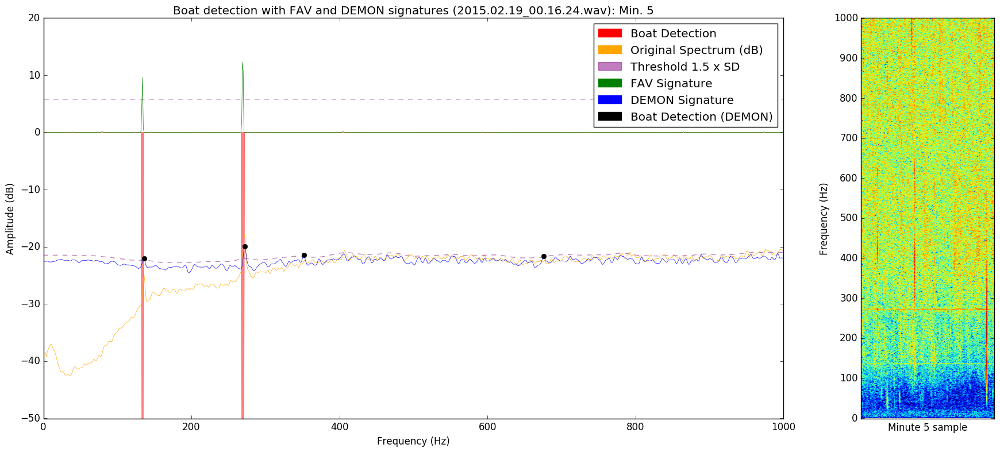 Boat detection with FAV and DEMON signatures (2015.02.19_00.16.24.wav): Min. 5
20
10
0
−10
−20
−30
−40
−50
Amplitude (dB)
0
200
400
600
800
1000
Frequency (Hz)
Boat Detection
Original Spectrum (dB)
Threshold 1.5 x SD
FAV Signature
DEMON Signature
Boat Detection (DEMON)
1000
900
800
700
600
500
400
300
200
100
0
Frequency (Hz)
Minute 5 sample